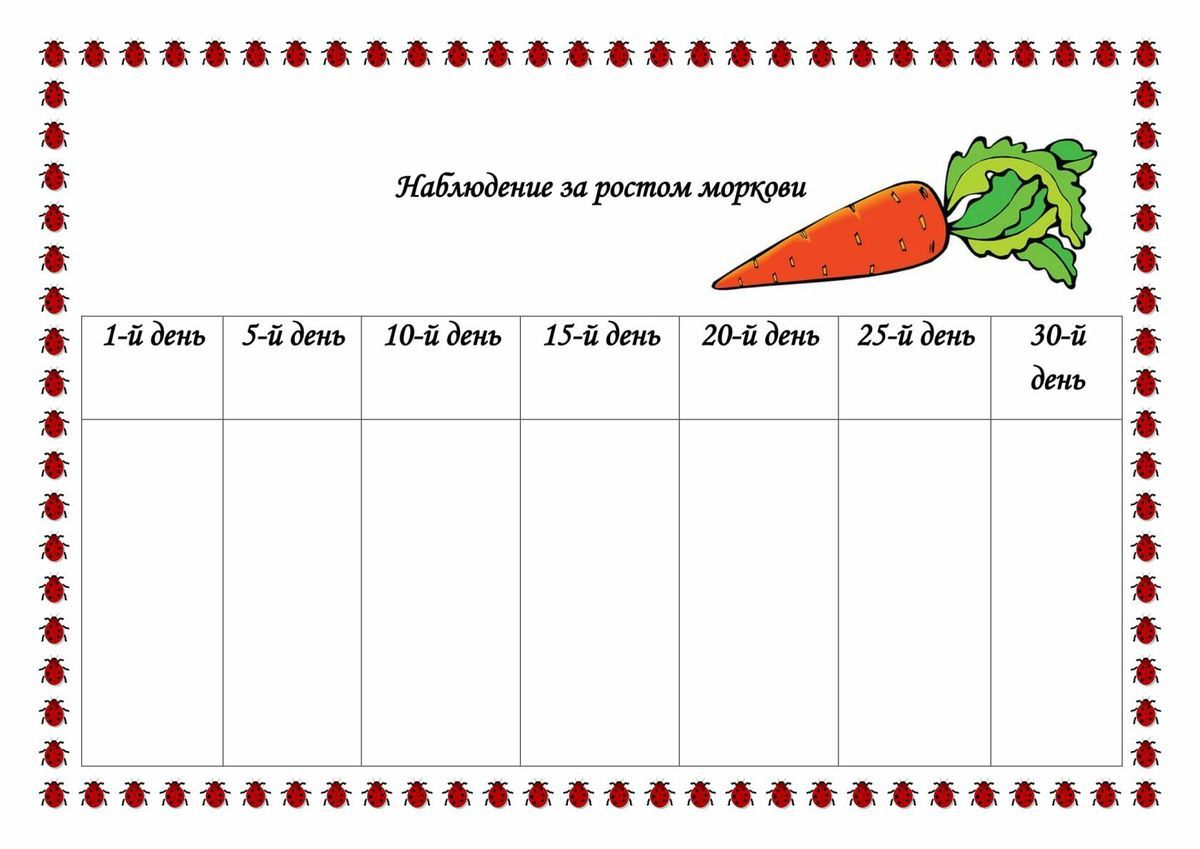 Наблюдение за ростом моркови
1-й день 5-й день 10-й день 15-й день 20-й день 25-й день 30-й
день